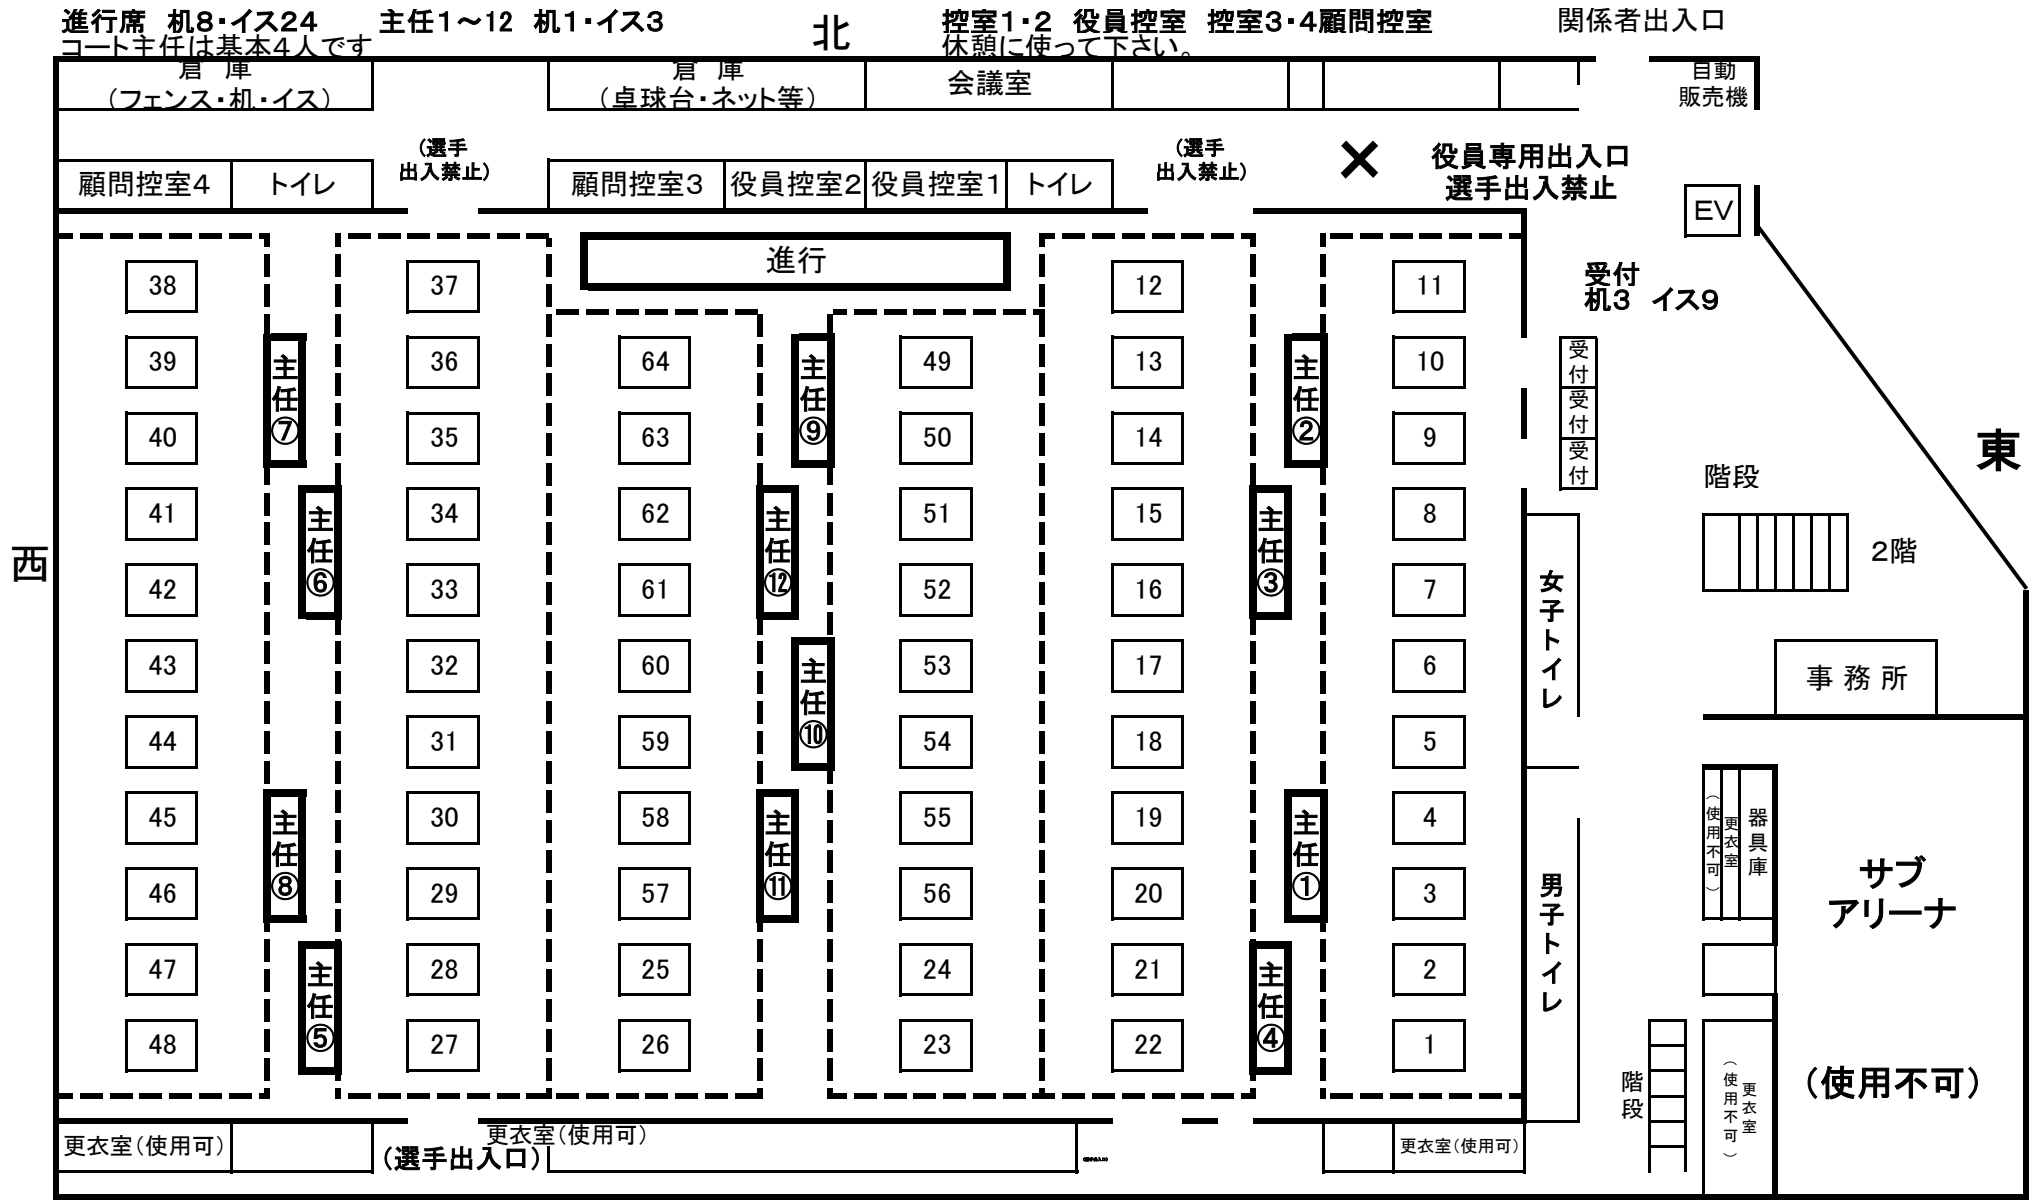 進行席 机8・イス24 主任1～12 机1・イス3
コート主任は基本4人です
北
控室1・2 役員控室 控室3・4顧問控室
休憩に使って下さい。
関係者出入口
倉 庫
(フェンス・机・イス)
倉 庫
(卓球台・ネット等)
会議室
自動
販売機
(選手
出入禁止)
(選手
出入禁止)
×
役員専用出入口
選手出入禁止
顧問控室4
トイレ
顧問控室3
役員控室2
役員控室1
トイレ
EV
進行
受付
机3 イス9
38 37 12 11
39 36 64 49 13 10
40 35 63 50 14 9
41 34 62 51 15 8
42 33 61 52 16 7
43 32 60 53 17 6
44 31 59 54 18 5
45 30 58 55 19 4
46 29 57 56 20 3
47 28 25 24 21 2
48 27 26 23 22 1
主任⑦
主任⑨
主任②
主任⑥
主任⑫
主任③
主任⑩
主任⑧
主任⑪
主任①
主任⑤
主任④
受付
受付
受付
東
西
階段
2階
女子トイレ
男子トイレ
事務所
(使用不可)
更衣室
器具庫
サブ
アリーナ
(使用不可)
階段
更衣室
(使用不可)
更衣室(使用可)
(選手出入口)
更衣室(使用可)
更衣室(使用可)